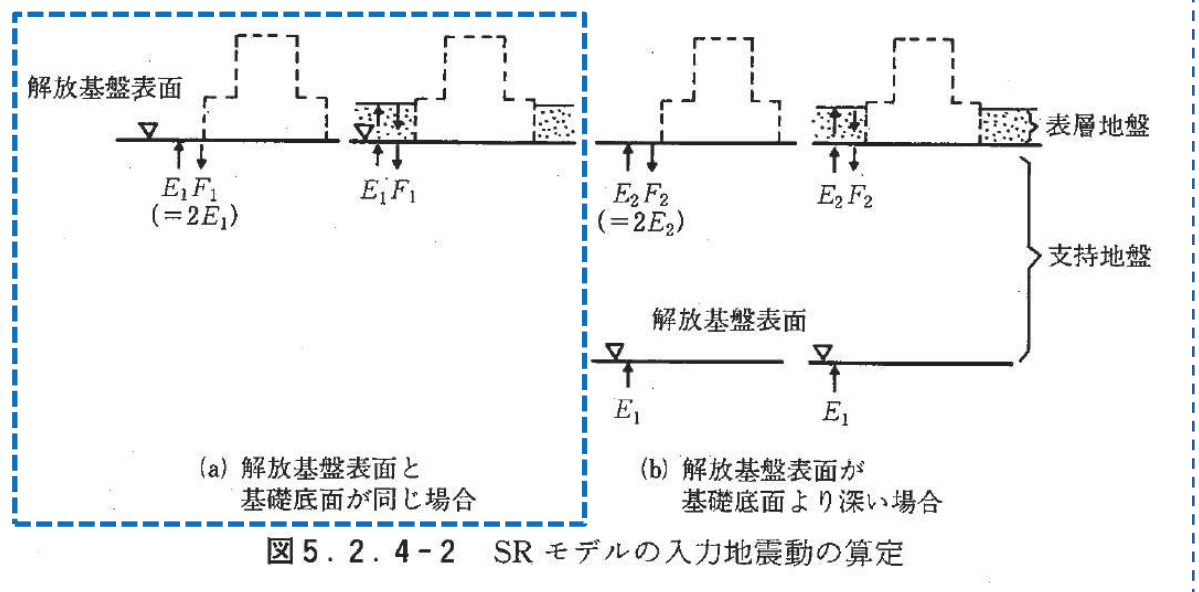 解放基盤表面
E₁F₁
(=2E₁)
E₁F₁
(a) 解放基盤表面と
基礎底面が同じ場合
E₂F₂
(=2E₂)
E₂F₂
表層地盤
支持地盤
解放基盤表面
E₁
E₁
(b) 解放基盤表面が
基礎底面より深い場合
図5.2.4-2 SRモデルの入力地震動の算定